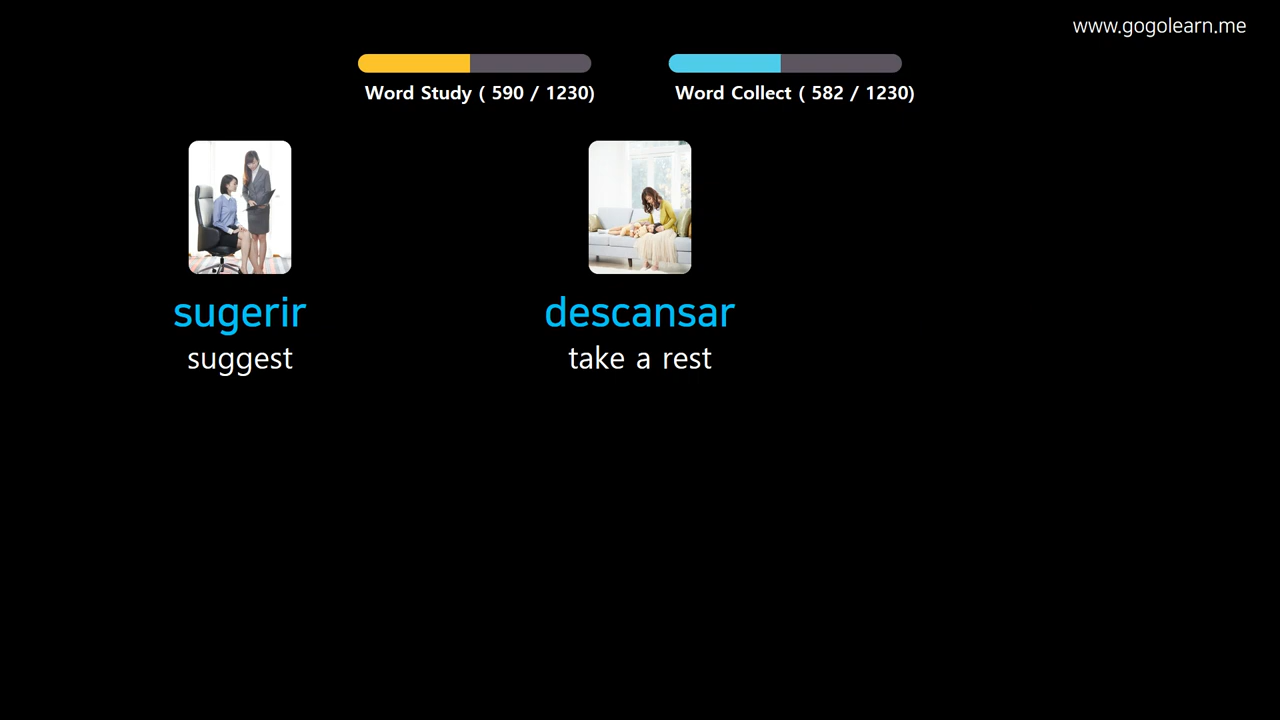 www.gogolearn.me
Word Study ( 590 / 1230)
Word Collect ( 582 / 1230)
sugerir
suggest
descansar
take a rest